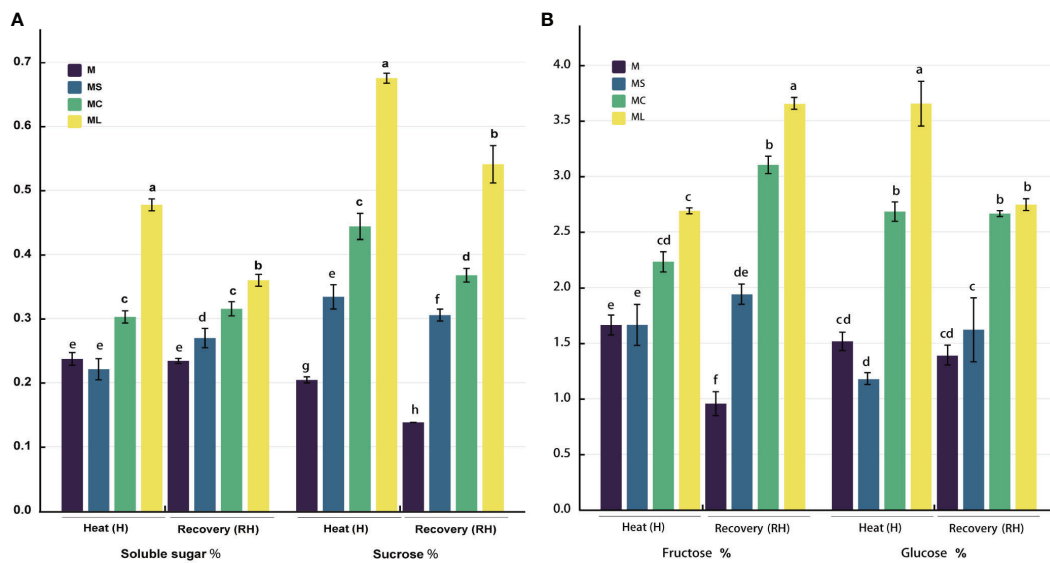 A
0.7
0.6
0.5
0.4
0.3
0.2
0.1
0.0
M
MS
MC
ML
e e c a
e d c b
g e c a
h f d b
Heat (H) Recovery (RH) Heat (H) Recovery (RH)
Soluble sugar % Sucrose %
B
4.0
3.5
3.0
2.5
2.0
1.5
1.0
0.5
0.0
M
MS
MC
ML
e e cd c
f de b a
cd d b a
cd c b b
Heat (H) Recovery (RH) Heat (H) Recovery (RH)
Fructose % Glucose %